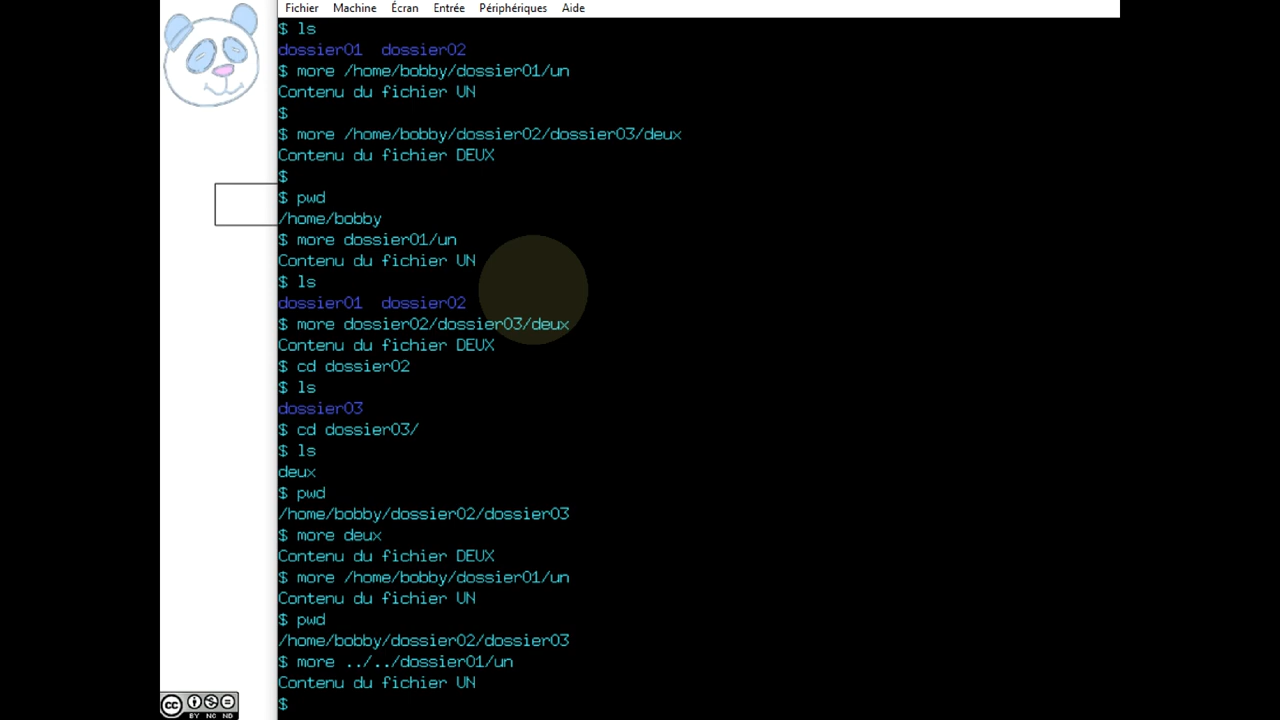 Fichier Machine Écran Entrée Périphériques Aide
$ ls
dossier01 dossier02
$ more /home/bobby/dossier01/un
Contenu du fichier UN
$
$ more /home/bobby/dossier02/dossier03/deux
Contenu du fichier DEUX
$
$ pwd
/home/bobby
$ more dossier01/un
Contenu du fichier UN
$ ls
dossier01 dossier02
$ more dossier02/dossier03/deux
Contenu du fichier DEUX
$ cd dossier02
$ ls
dossier03
$ cd dossier03/
$ ls
deux
$ pwd
/home/bobby/dossier02/dossier03
$ more deux
Contenu du fichier DEUX
$ more /home/bobby/dossier01/un
Contenu du fichier UN
$ pwd
/home/bobby/dossier02/dossier03
$ more ../../dossier01/un
Contenu du fichier UN
$
cc
BY NC ND